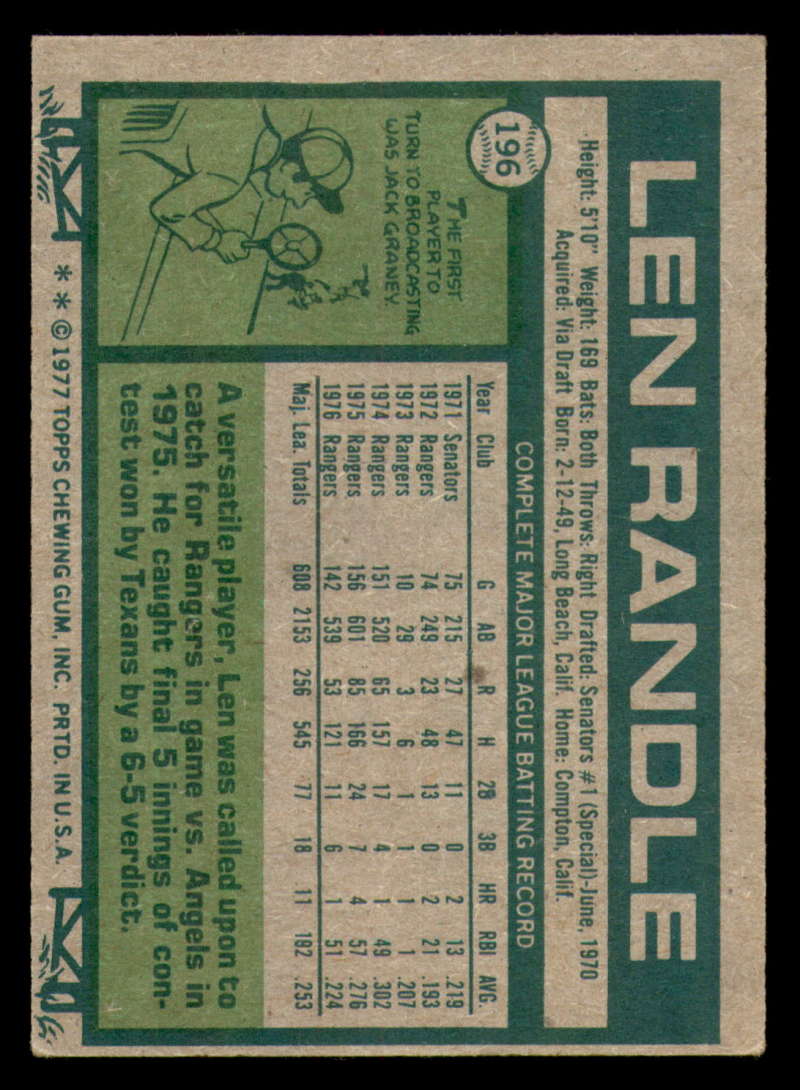 LEN RANDLE
196
Height: 5'10" Weight: 169 Bats: Both Throws: Right Drafted: Senators #1 (Special)-June, 1970
Acquired: Via Draft Born: 2-12-49, Long Beach, Calif. Home: Compton, Calif.
THE FIRST
PLAYER TO
TURN TO BROADCASTING
WAS JACK GRANEY.
COMPLETE MAJOR LEAGUE BATTING RECORD
Year Club G AB R H 2B 3B HR RBI AVG.
1971 Senators 75 215 27 47 11 0 2 13 .219
1972 Rangers 74 249 23 48 13 0 2 21 .193
1973 Rangers 10 29 3 6 1 1 1 1 .207
1974 Rangers 151 520 65 157 17 4 1 49 .302
1975 Rangers 156 601 85 166 24 7 4 57 .276
1976 Rangers 142 539 53 121 11 6 1 51 .224
Maj. Lea. Totals 608 2153 256 545 77 18 11 192 .253
A versatile player, Len was called upon to
catch for Rangers in game vs. Angels in
1975. He caught final 5 innings of con-
test won by Texans by a 6-5 verdict.
* * © 1977 TOPPS CHEWING GUM, INC. PRTD. IN U.S.A.